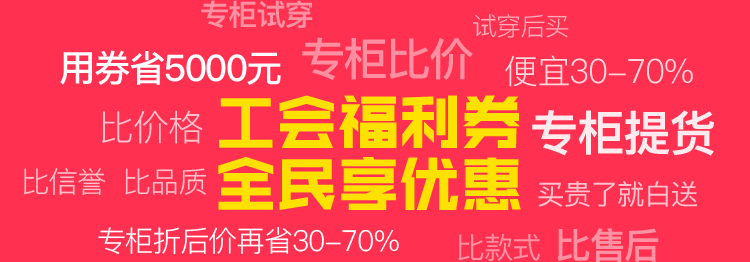 专柜试穿
试穿后买
用券省5000元
专柜比价
便宜30-70%
比价格
工会福利券
专柜提货
比信誉
比品质
全民享优惠
买贵了就白送
专柜折后价再省30-70%
比款式
比售后